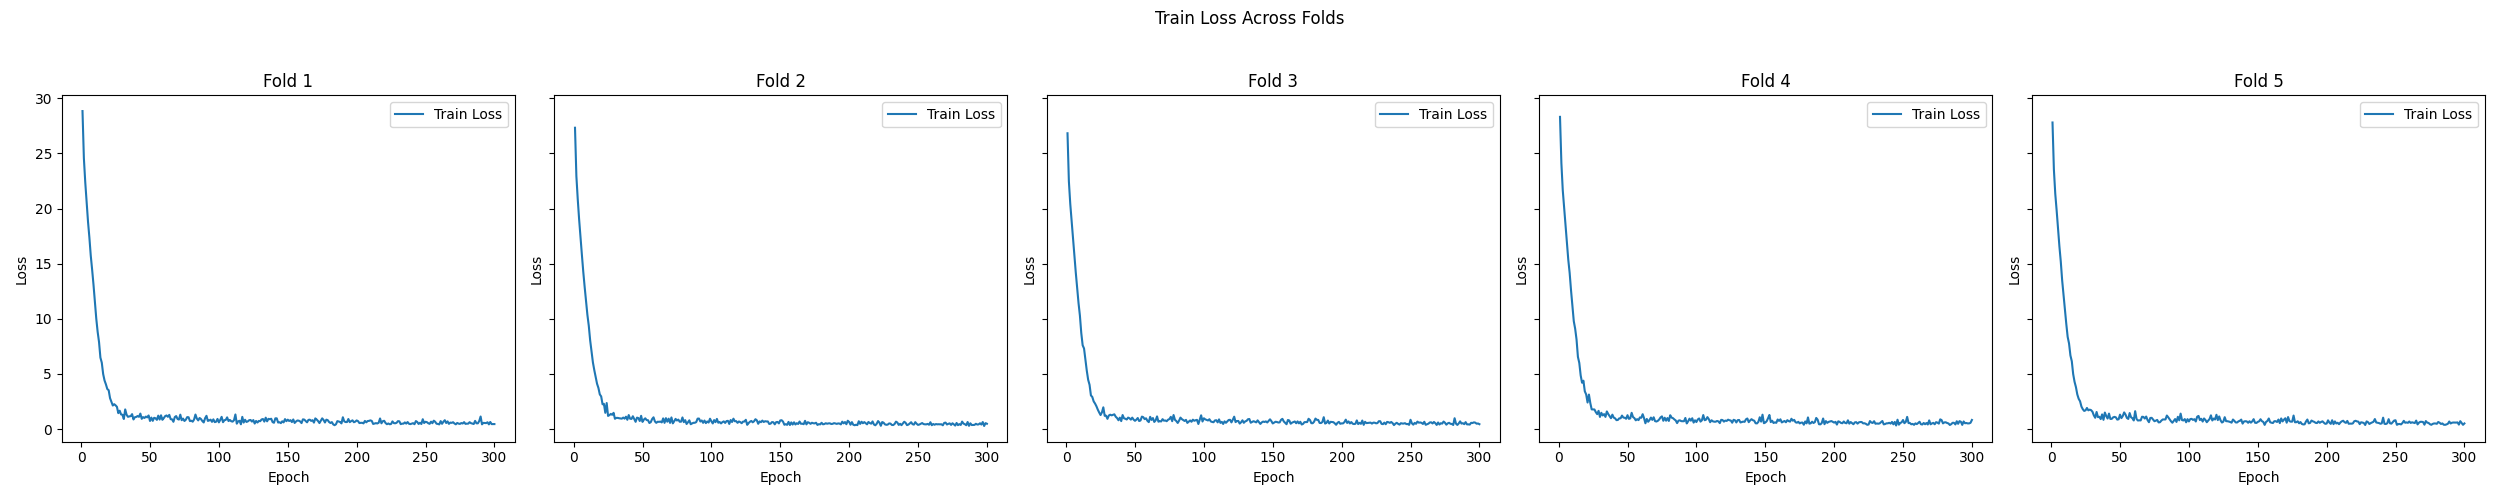 Train Loss Across Folds
Fold 1
Fold 2
Fold 3
Fold 4
Fold 5
Train Loss
Train Loss
Train Loss
Train Loss
Train Loss
30
25
20
15
10
5
0
Loss
Loss
Loss
Loss
Loss
0 50 100 150 200 250 300
0 50 100 150 200 250 300
0 50 100 150 200 250 300
0 50 100 150 200 250 300
0 50 100 150 200 250 300
Epoch
Epoch
Epoch
Epoch
Epoch